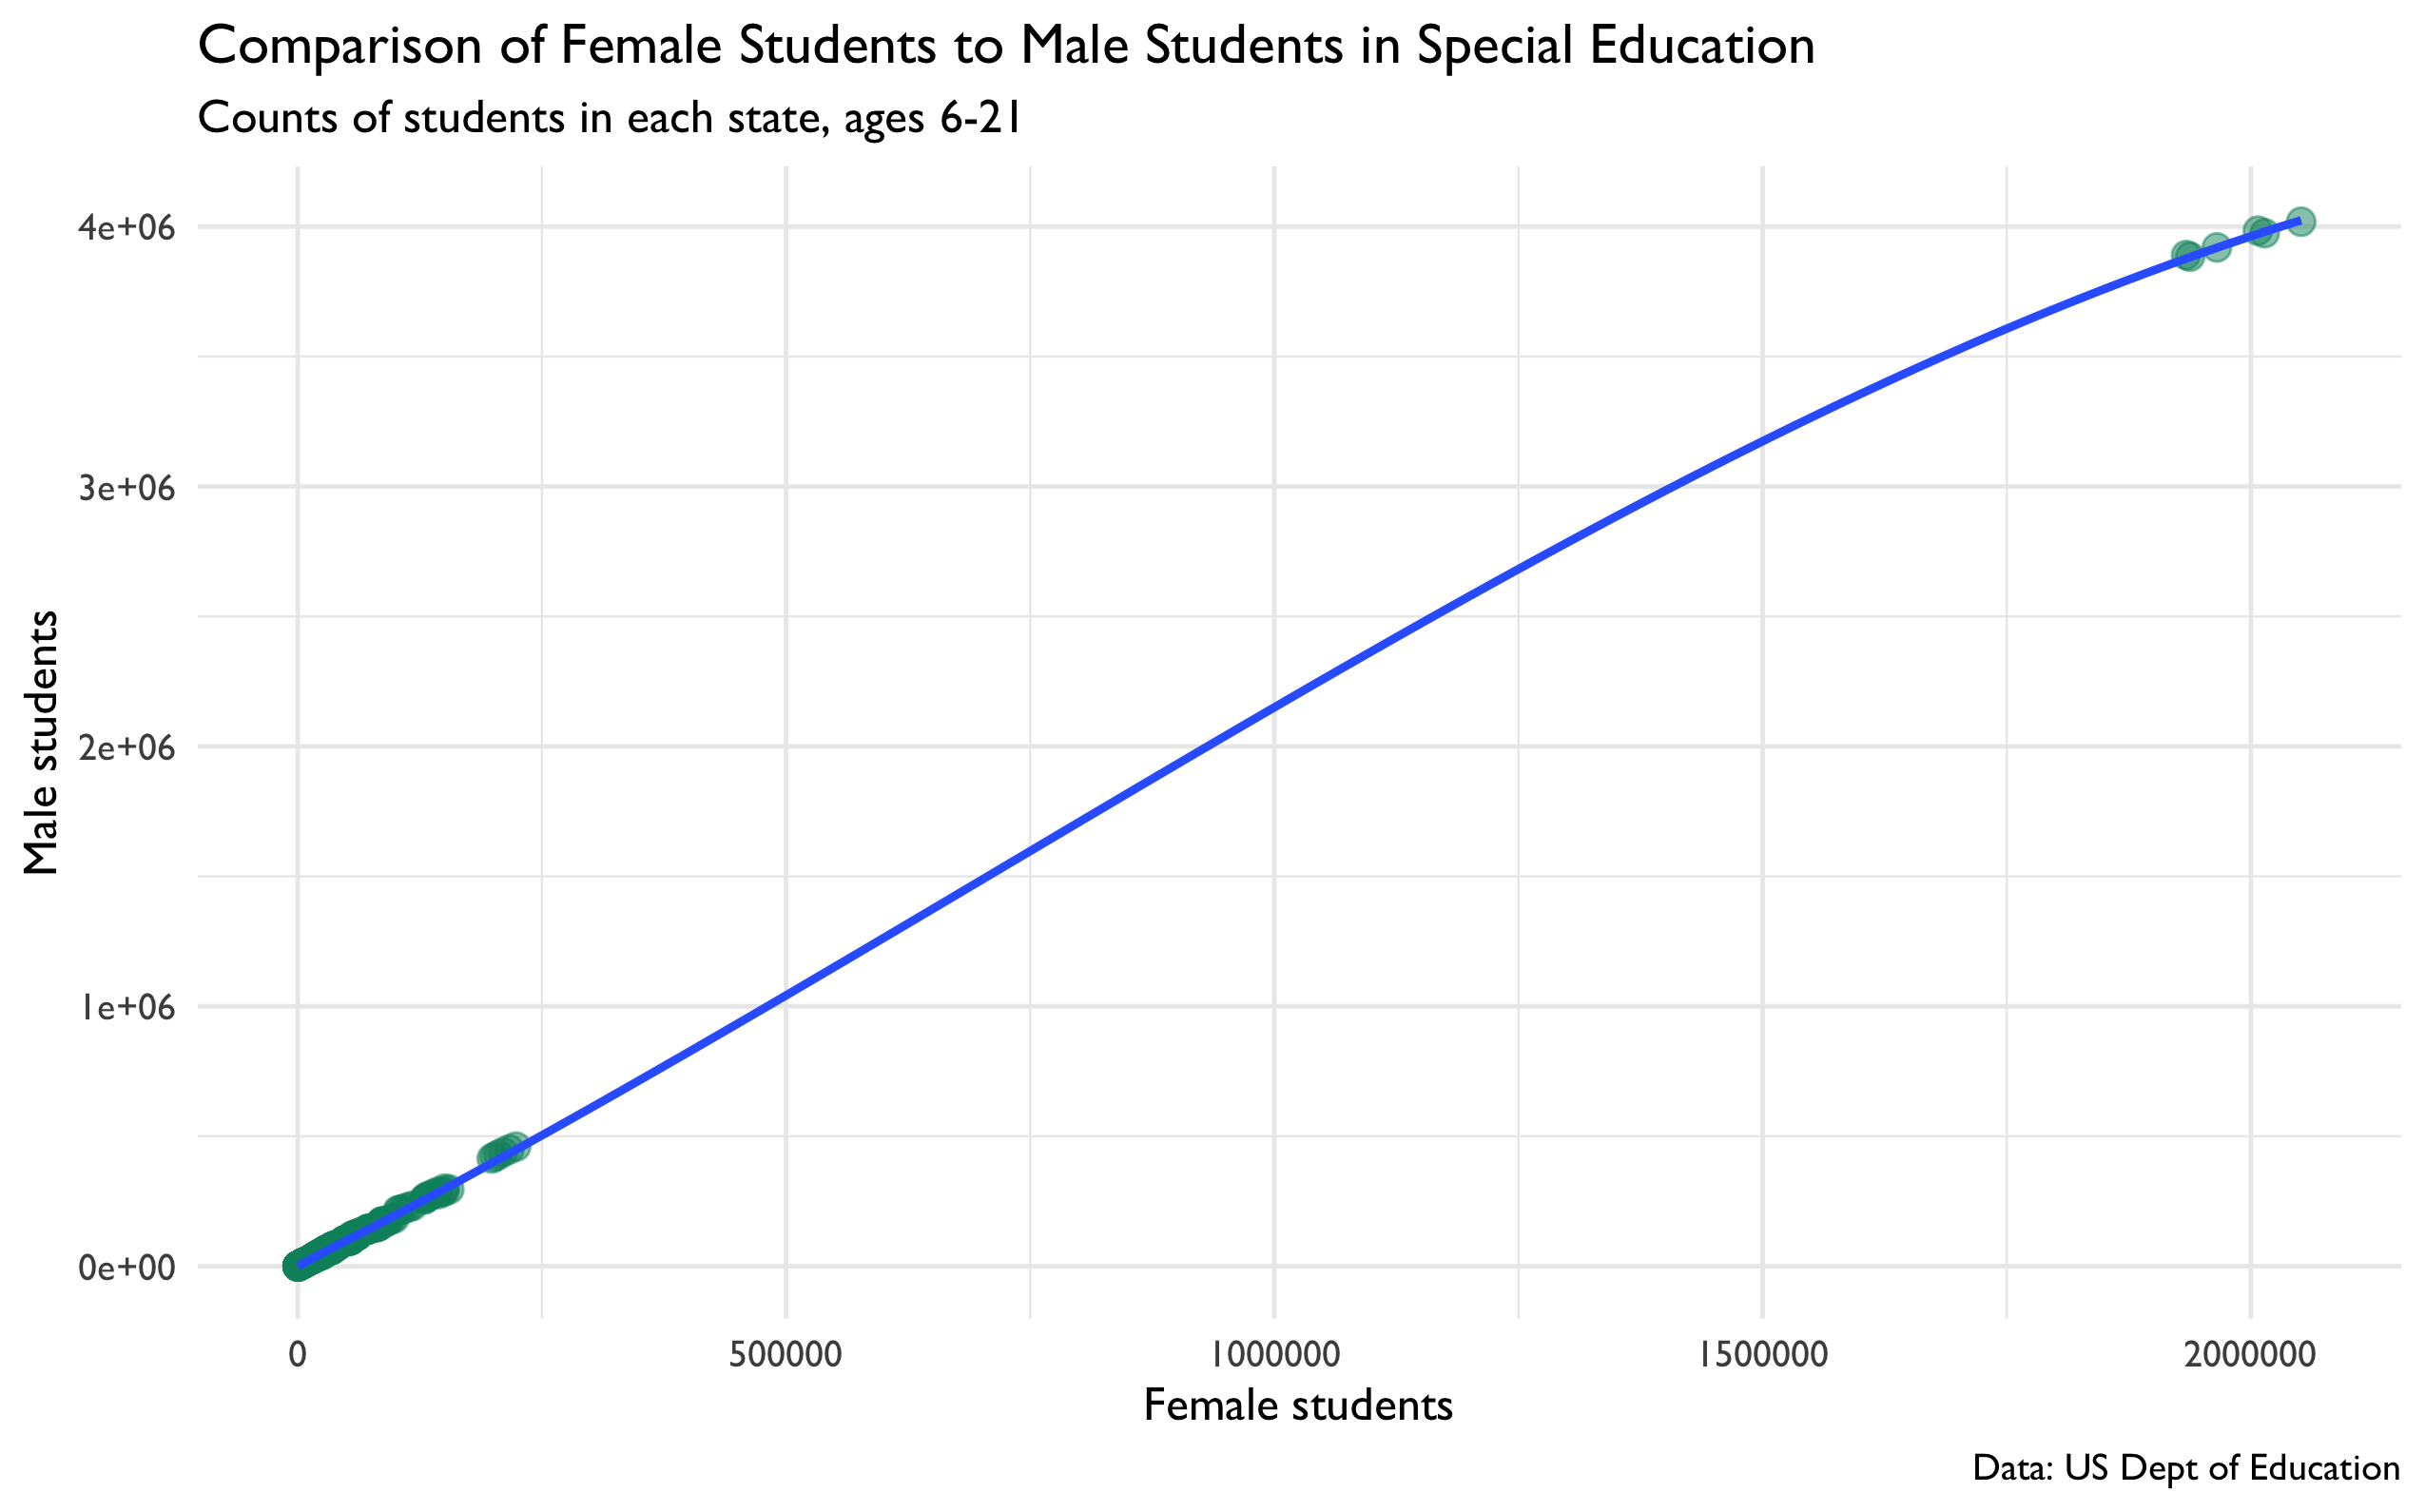 Comparison of Female Students to Male Students in Special Education
Counts of students in each state, ages 6-21
4e+06
3e+06
2e+06
1e+06
0e+00
Male students
0
500000
1000000
1500000
2000000
Female students
Data: US Dept of Education